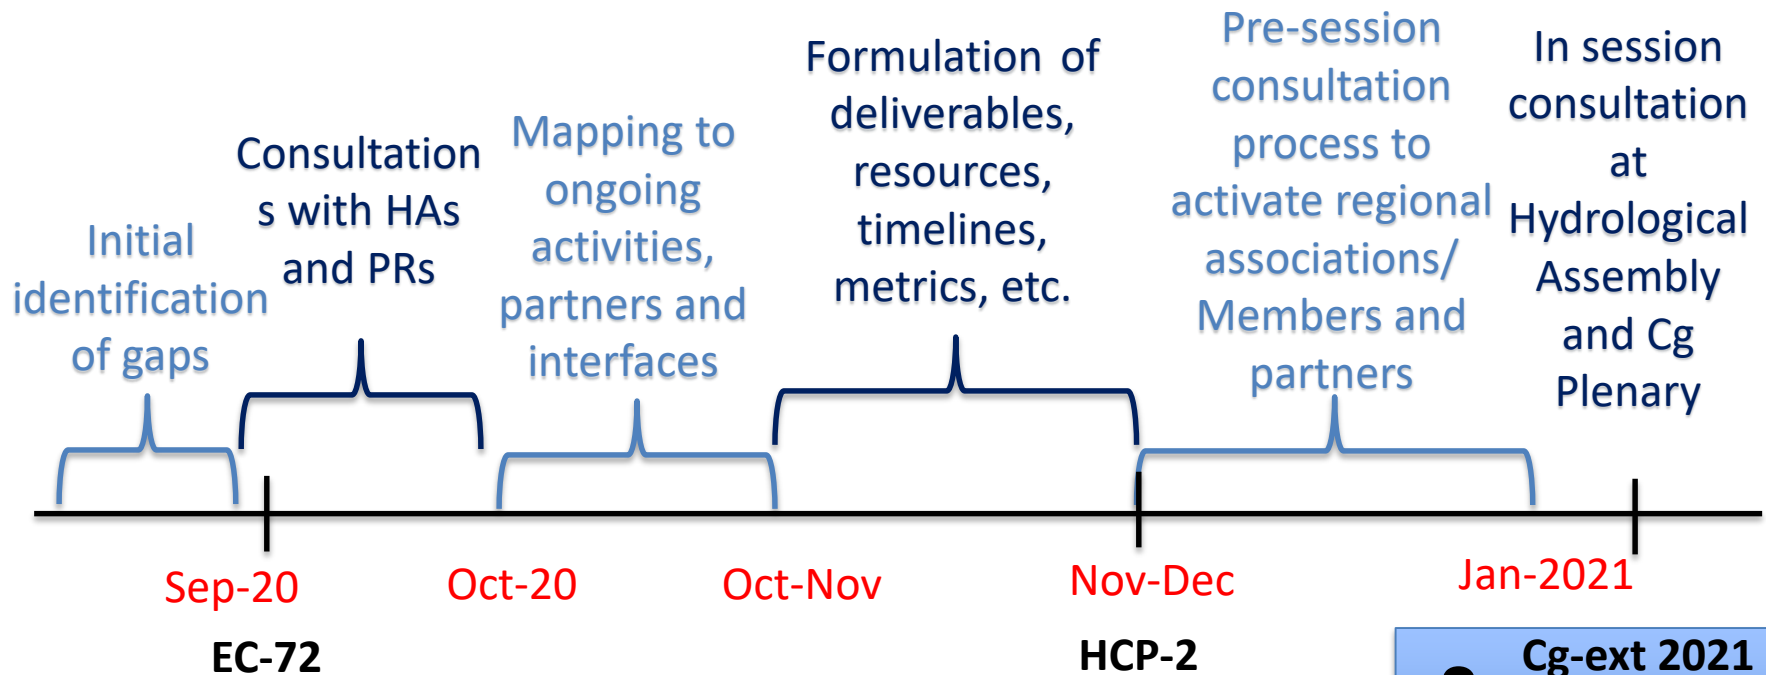 Initial
identification
of gaps
Consultation
s with HAs
and PRs
Mapping to
ongoing
activities,
partners and
interfaces
Formulation of
deliverables,
resources,
timelines,
metrics, etc.
Pre-session
consultation
process to
activate regional
associations/
Members and
partners
In session
consultation
at
Hydrological
Assembly
and Cg
Plenary
Sep-20
Oct-20
Oct-Nov
Nov-Dec
Jan-2021
EC-72
HCP-2
Cg-ext 2021